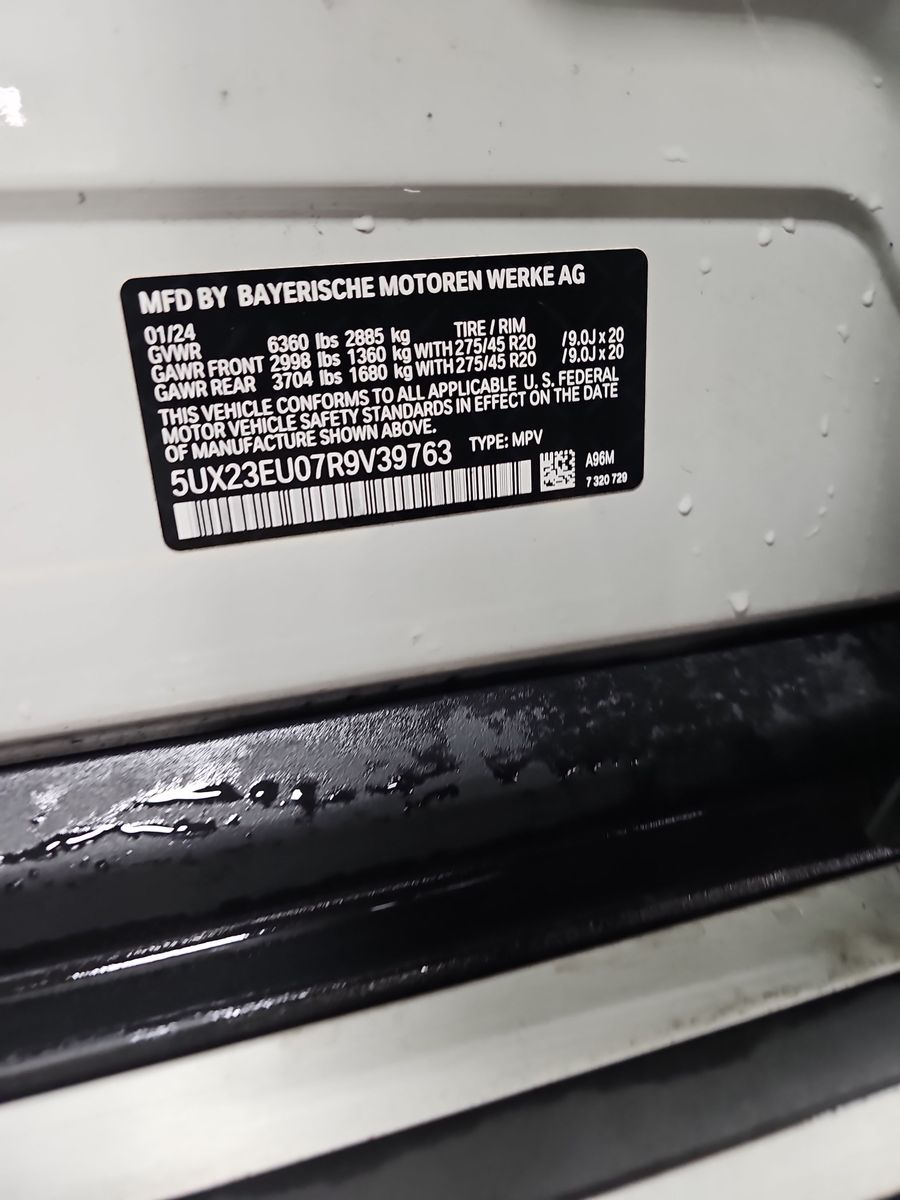 MFD BY BAYERISCHE MOTOREN WERKE AG
01/24 TIRE / RIM
GVWR 6360 lbs 2885 kg
GAWR FRONT 2998 lbs 1360 kg WITH 275/45 R20 /9.0J x 20
GAWR REAR 3704 lbs 1680 kg WITH 275/45 R20 /9.0J x 20
THIS VEHICLE CONFORMS TO ALL APPLICABLE U. S. FEDERAL
MOTOR VEHICLE SAFETY STANDARDS IN EFFECT ON THE DATE
OF MANUFACTURE SHOWN ABOVE.
5UX23EU07R9V39763 TYPE: MPV
A96M
7 320 729